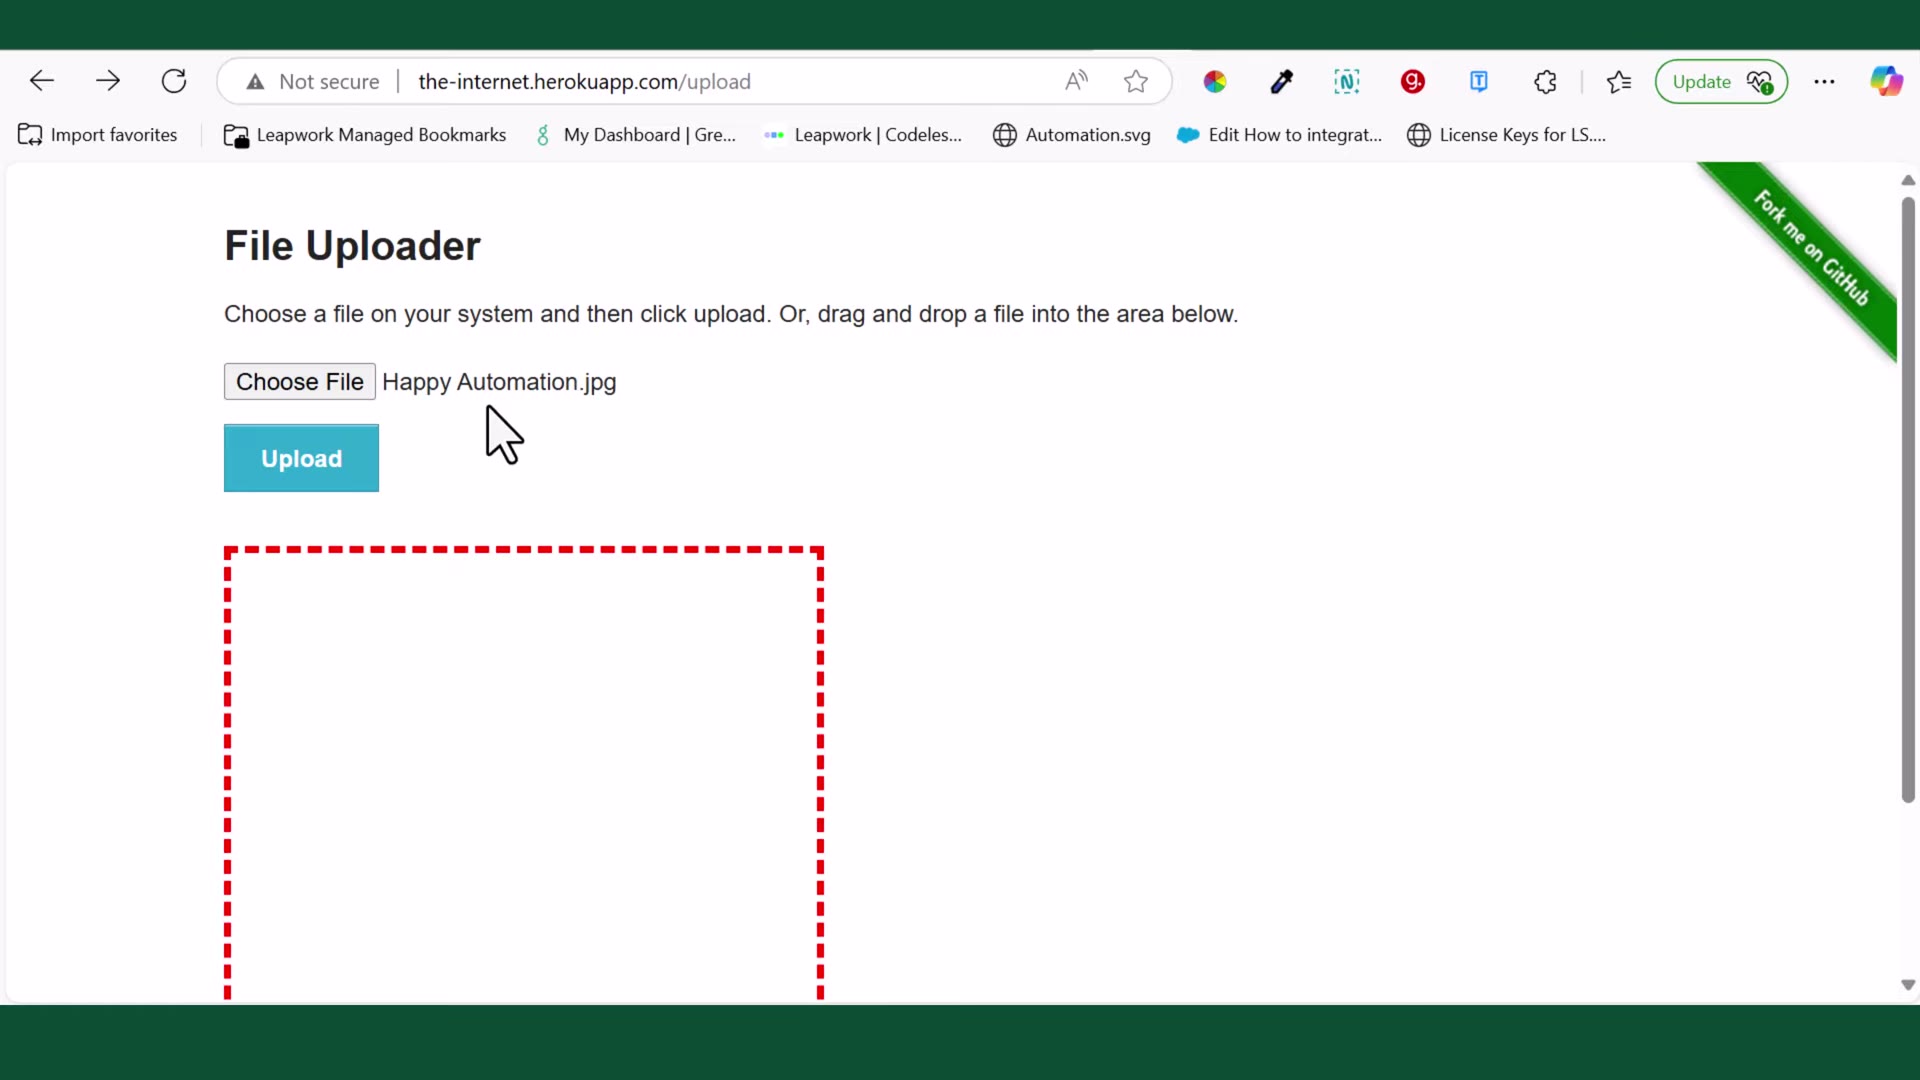 Not secure the-internet.herokuapp.com/upload Update
Import favorites Leapwork Managed Bookmarks My Dashboard | Gre... Leapwork | Codeles... Automation.svg Edit How to integrat... License Keys for LS....
Fork me on GitHub
File Uploader
Choose a file on your system and then click upload. Or, drag and drop a file into the area below.
Choose File Happy Automation.jpg
Upload